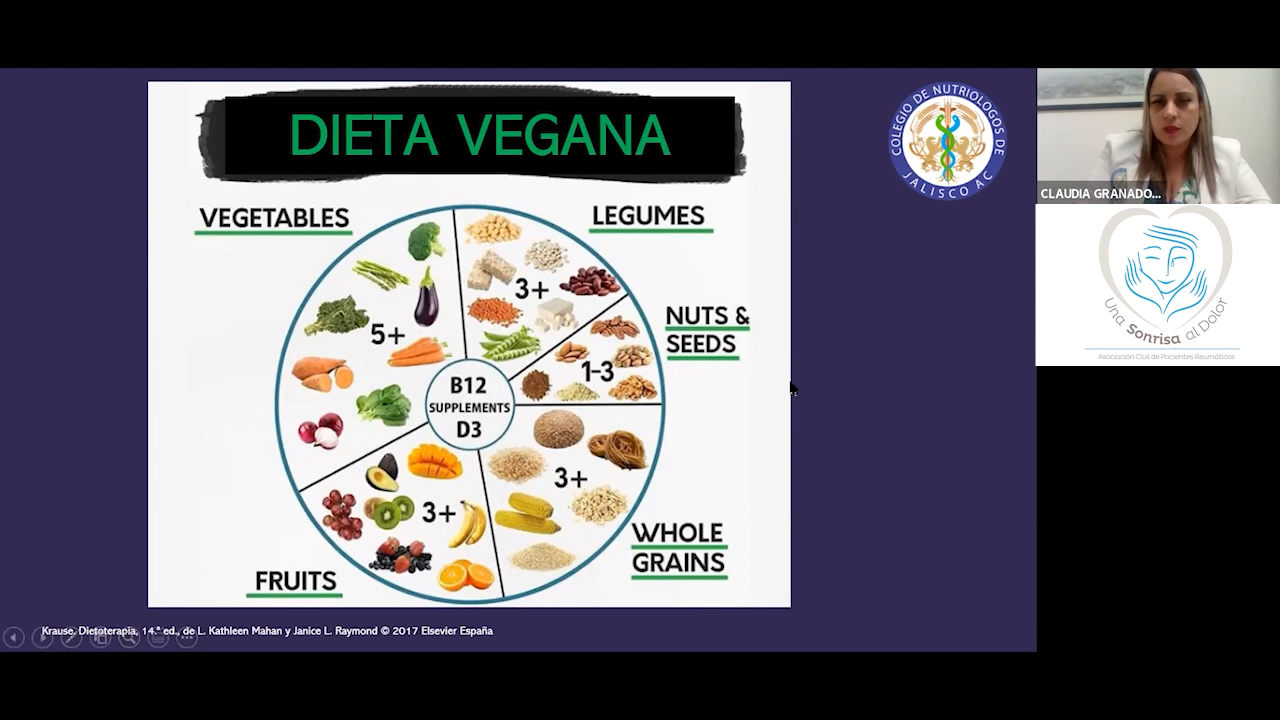 DIETA VEGANA
COLEGIO DE NUTRIOLOGOS DE
JALISCO AC
CLAUDIA GRANADO...
VEGETABLES
LEGUMES
3+
NUTS &
SEEDS
5+
1-3
B12
SUPPLEMENTS
D3
3+
3+
WHOLE
GRAINS
FRUITS
Una Sonrisa al Dolor
Asociación Civil de Pacientes Reumáticos
Krause. Dietoterapia, 14.ª ed., de L. Kathleen Mahan y Janice L. Raymond © 2017 Elsevier España